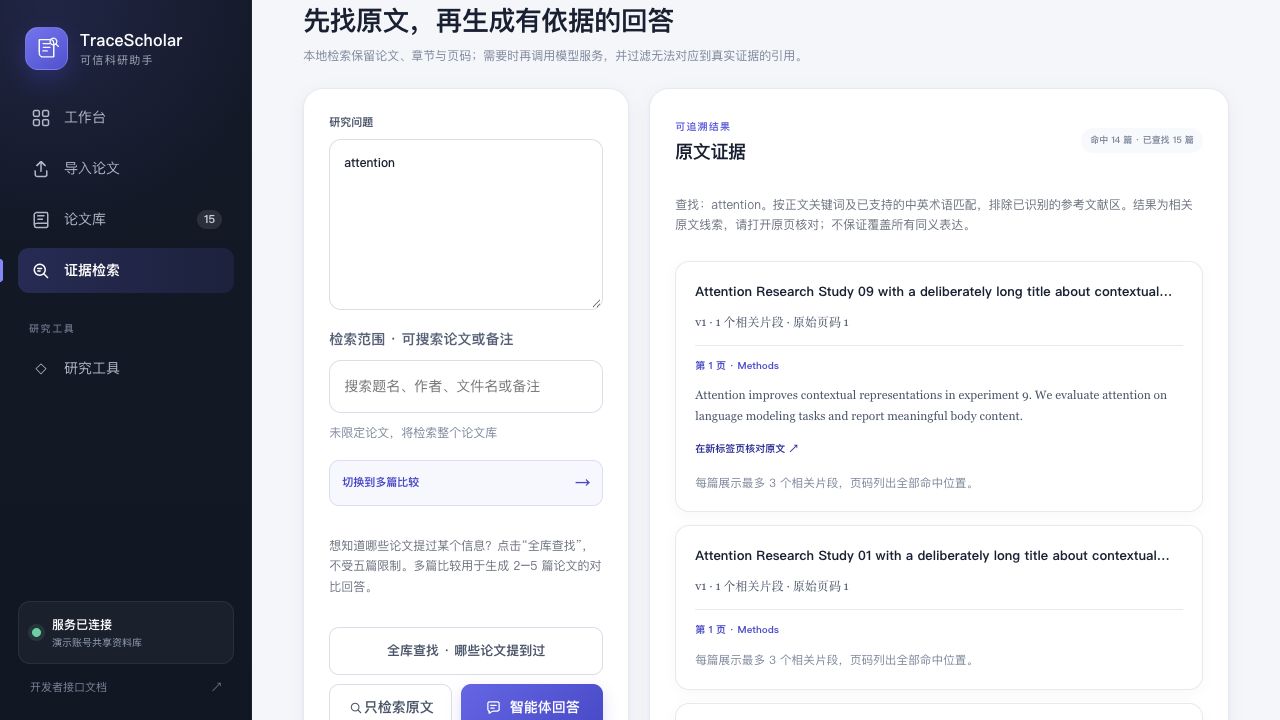 TraceScholar
可信科研助手
工作台
导入论文
论文库
15
证据检索
研究工具
研究工具
服务已连接
演示账号共享资料库
开发者接口文档 ↗
先找原文，再生成有依据的回答
本地检索保留论文、章节与页码；需要时再调用模型服务，并过滤无法对应到真实证据的引用。
研究问题
attention
检索范围 · 可搜索论文或备注
搜索题名、作者、文件名或备注
未限定论文，将检索整个论文库
切换到多篇比较 →
想知道哪些论文提过某个信息？点击“全库查找”，
不受五篇限制。多篇比较用于生成 2—5 篇论文的对
比回答。
全库查找 · 哪些论文提到过
只检索原文
智能体回答
可追溯结果
原文证据
命中 14 篇 · 已查找 15 篇
查找：attention。按正文关键词及已支持的中英术语匹配，排除已识别的参考文献区。结果为相关
原文线索，请打开原页核对；不保证覆盖所有同义表达。
Attention Research Study 09 with a deliberately long title about contextual...
v1 · 1 个相关片段 · 原始页码 1
第 1 页 · Methods
Attention improves contextual representations in experiment 9. We evaluate attention on
language modeling tasks and report meaningful body content.
在新标签页核对原文 ↗
每篇展示最多 3 个相关片段，页码列出全部命中位置。
Attention Research Study 01 with a deliberately long title about contextual...
v1 · 1 个相关片段 · 原始页码 1
第 1 页 · Methods
每篇展示最多 3 个相关片段，页码列出全部命中位置。